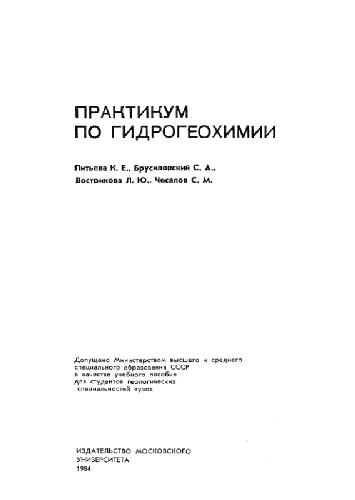 ПРАКТИКУМ
ПО ГИДРОГЕОХИМИИ
Питьева К. Е., Брусиловский С. А.,
Вострикова Л. Ю., Чесалов С. М.
Допущено Министерством высшего и среднего
специального образования СССР
в качестве учебного пособия
для студентов геологических
специальностей вузов
ИЗДАТЕЛЬСТВО МОСКОВСКОГО
УНИВЕРСИТЕТА
1984